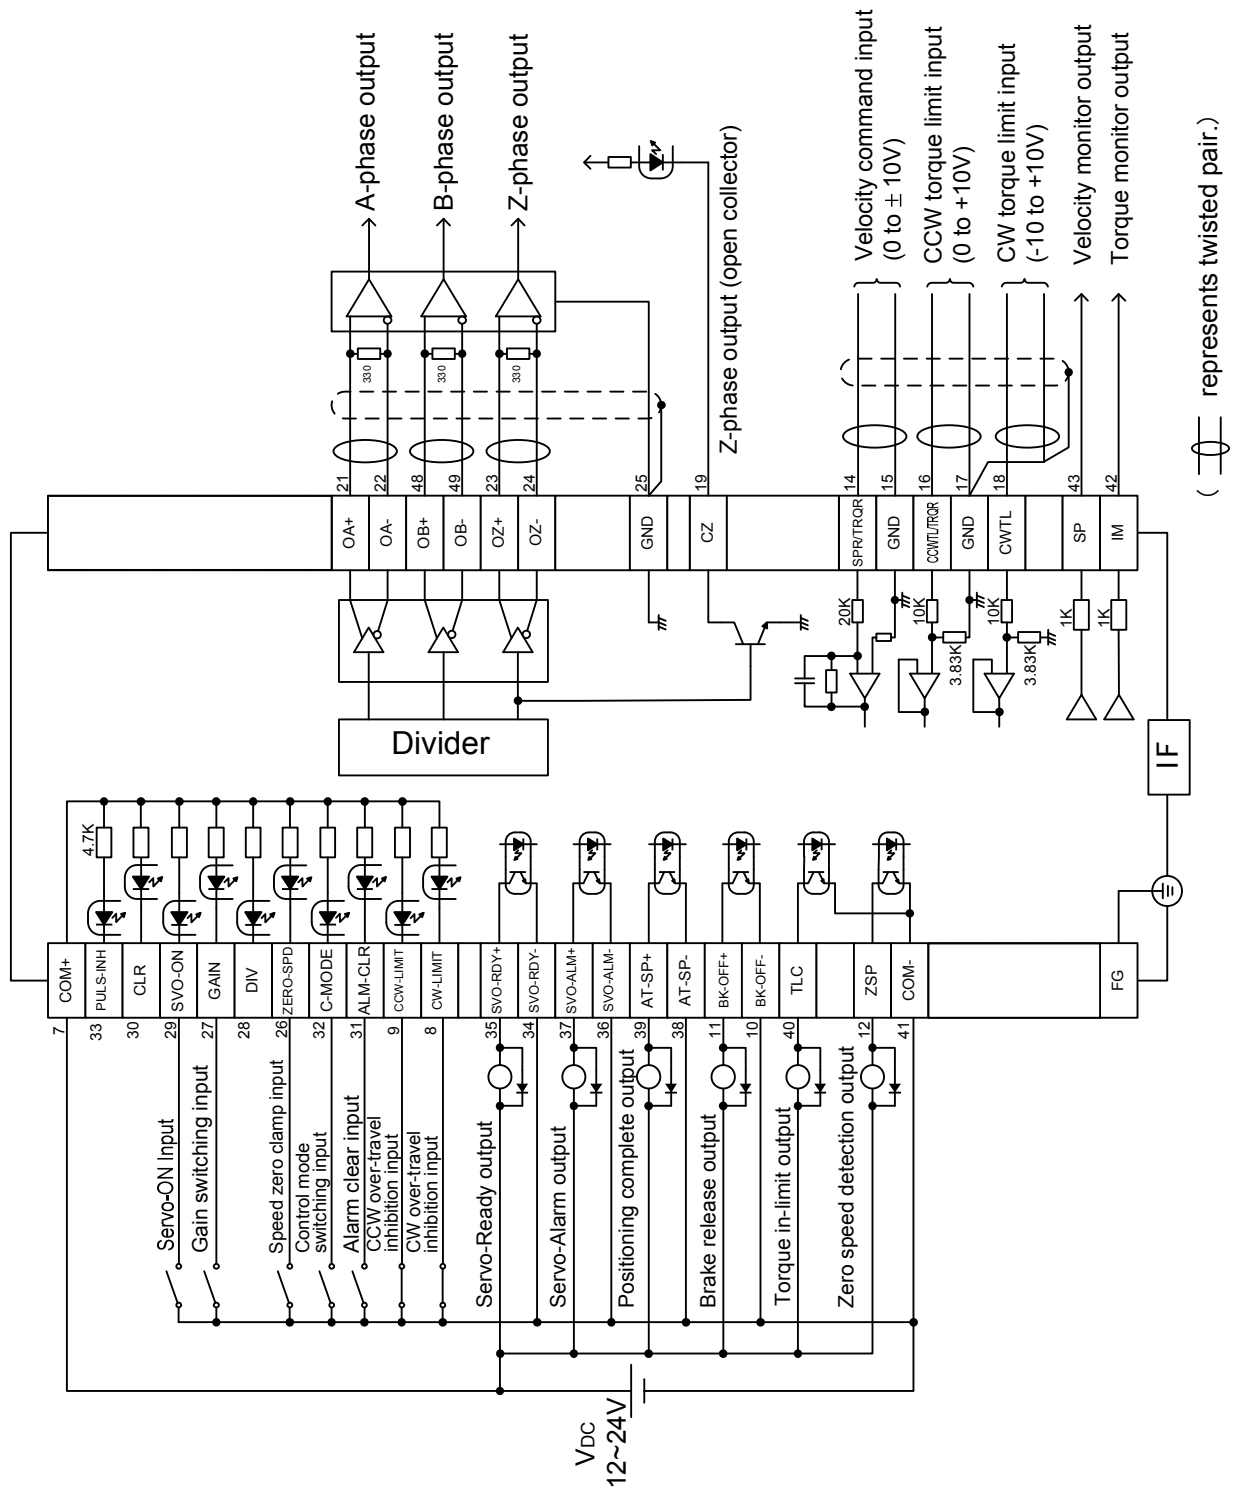 COM+
7
PULS-INH
33
4.7K
CLR
30
SVO-ON
29
Servo-ON Input
GAIN
27
Gain switching input
DIV
28
ZERO-SPD
26
Speed zero clamp input
C-MODE
32
Control mode
switching input
ALM-CLR
31
Alarm clear input
CCW-LIMIT
9
CCW over-travel
inhibition input
CW-LIMIT
8
CW over-travel
inhibition input
SVO-RDY+
35
Servo-Ready output
SVO-RDY-
34
SVO-ALM+
37
Servo-Alarm output
SVO-ALM-
36
AT-SP+
39
Positioning complete output
AT-SP-
38
BK-OFF+
11
Brake release output
BK-OFF-
10
TLC
40
Torque in-limit output
ZSP
12
Zero speed detection output
COM-
41
FG
VDC
12~24V
IF
Divider
OA+
21
OA-
22
330
A-phase output
OB+
48
OB-
49
330
B-phase output
OZ+
23
OZ-
24
330
Z-phase output
GND
25
CZ
19
Z-phase output (open collector)
SPR/TRQR
14
20K
GND
15
Velocity command input
(0 to ± 10V)
CCWTL/TRQR
16
10K
3.83K
GND
17
CCW torque limit input
(0 to +10V)
CWTL
18
10K
3.83K
CW torque limit input
(-10 to +10V)
SP
43
1K
Velocity monitor output
IM
42
1K
Torque monitor output
( represents twisted pair.)